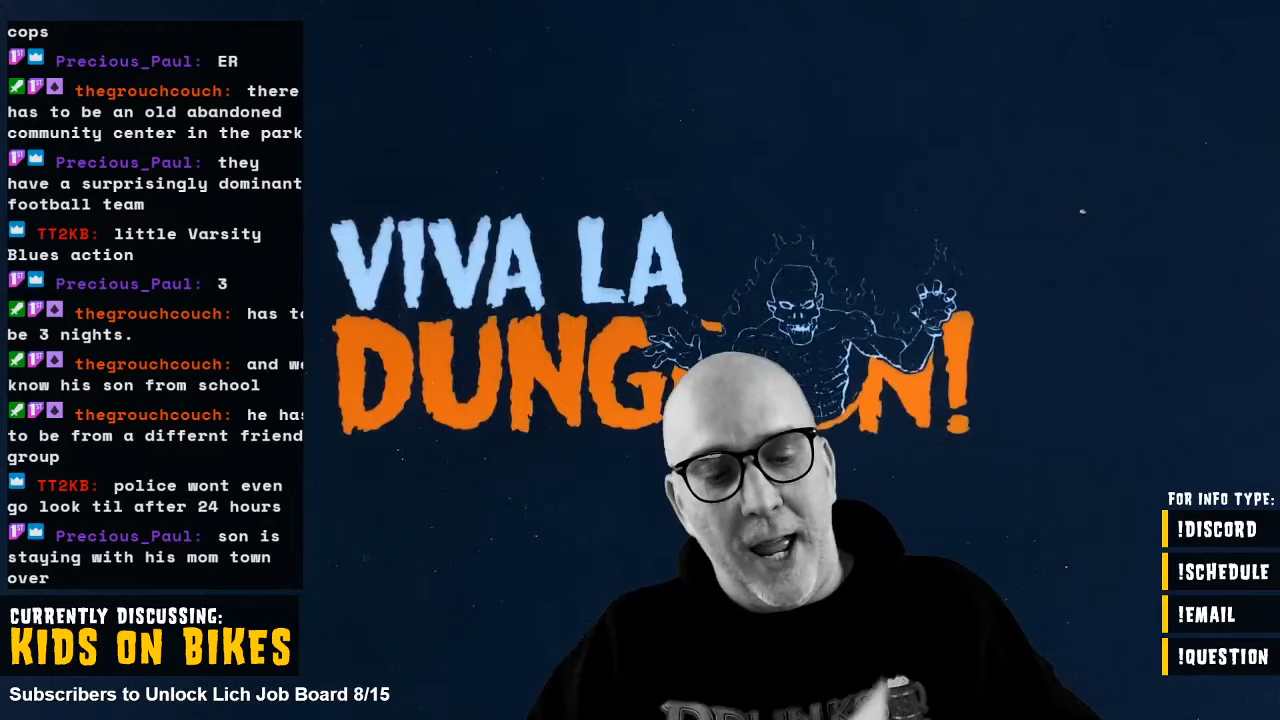 cops
Precious_Paul: ER
thegrouchcouch: there
has to be an old abandoned
community center in the park
Precious_Paul: they
have a surprisingly dominant
football team
TT2KB: little Varsity
Blues action
Precious_Paul: 3
thegrouchcouch: has to
be 3 nights.
thegrouchcouch: and we
know his son from school
thegrouchcouch: he has
to be from a differnt friend
group
TT2KB: police wont even
go look til after 24 hours
Precious_Paul: son is
staying with his mom town
over
CURRENTLY DISCUSSING:
KIDS ON BIKES
Subscribers to Unlock Lich Job Board 8/15
VIVA LA
DUNGEON!
FOR INFO TYPE:
!DISCORD
!SCHEDULE
!EMAIL
!QUESTION